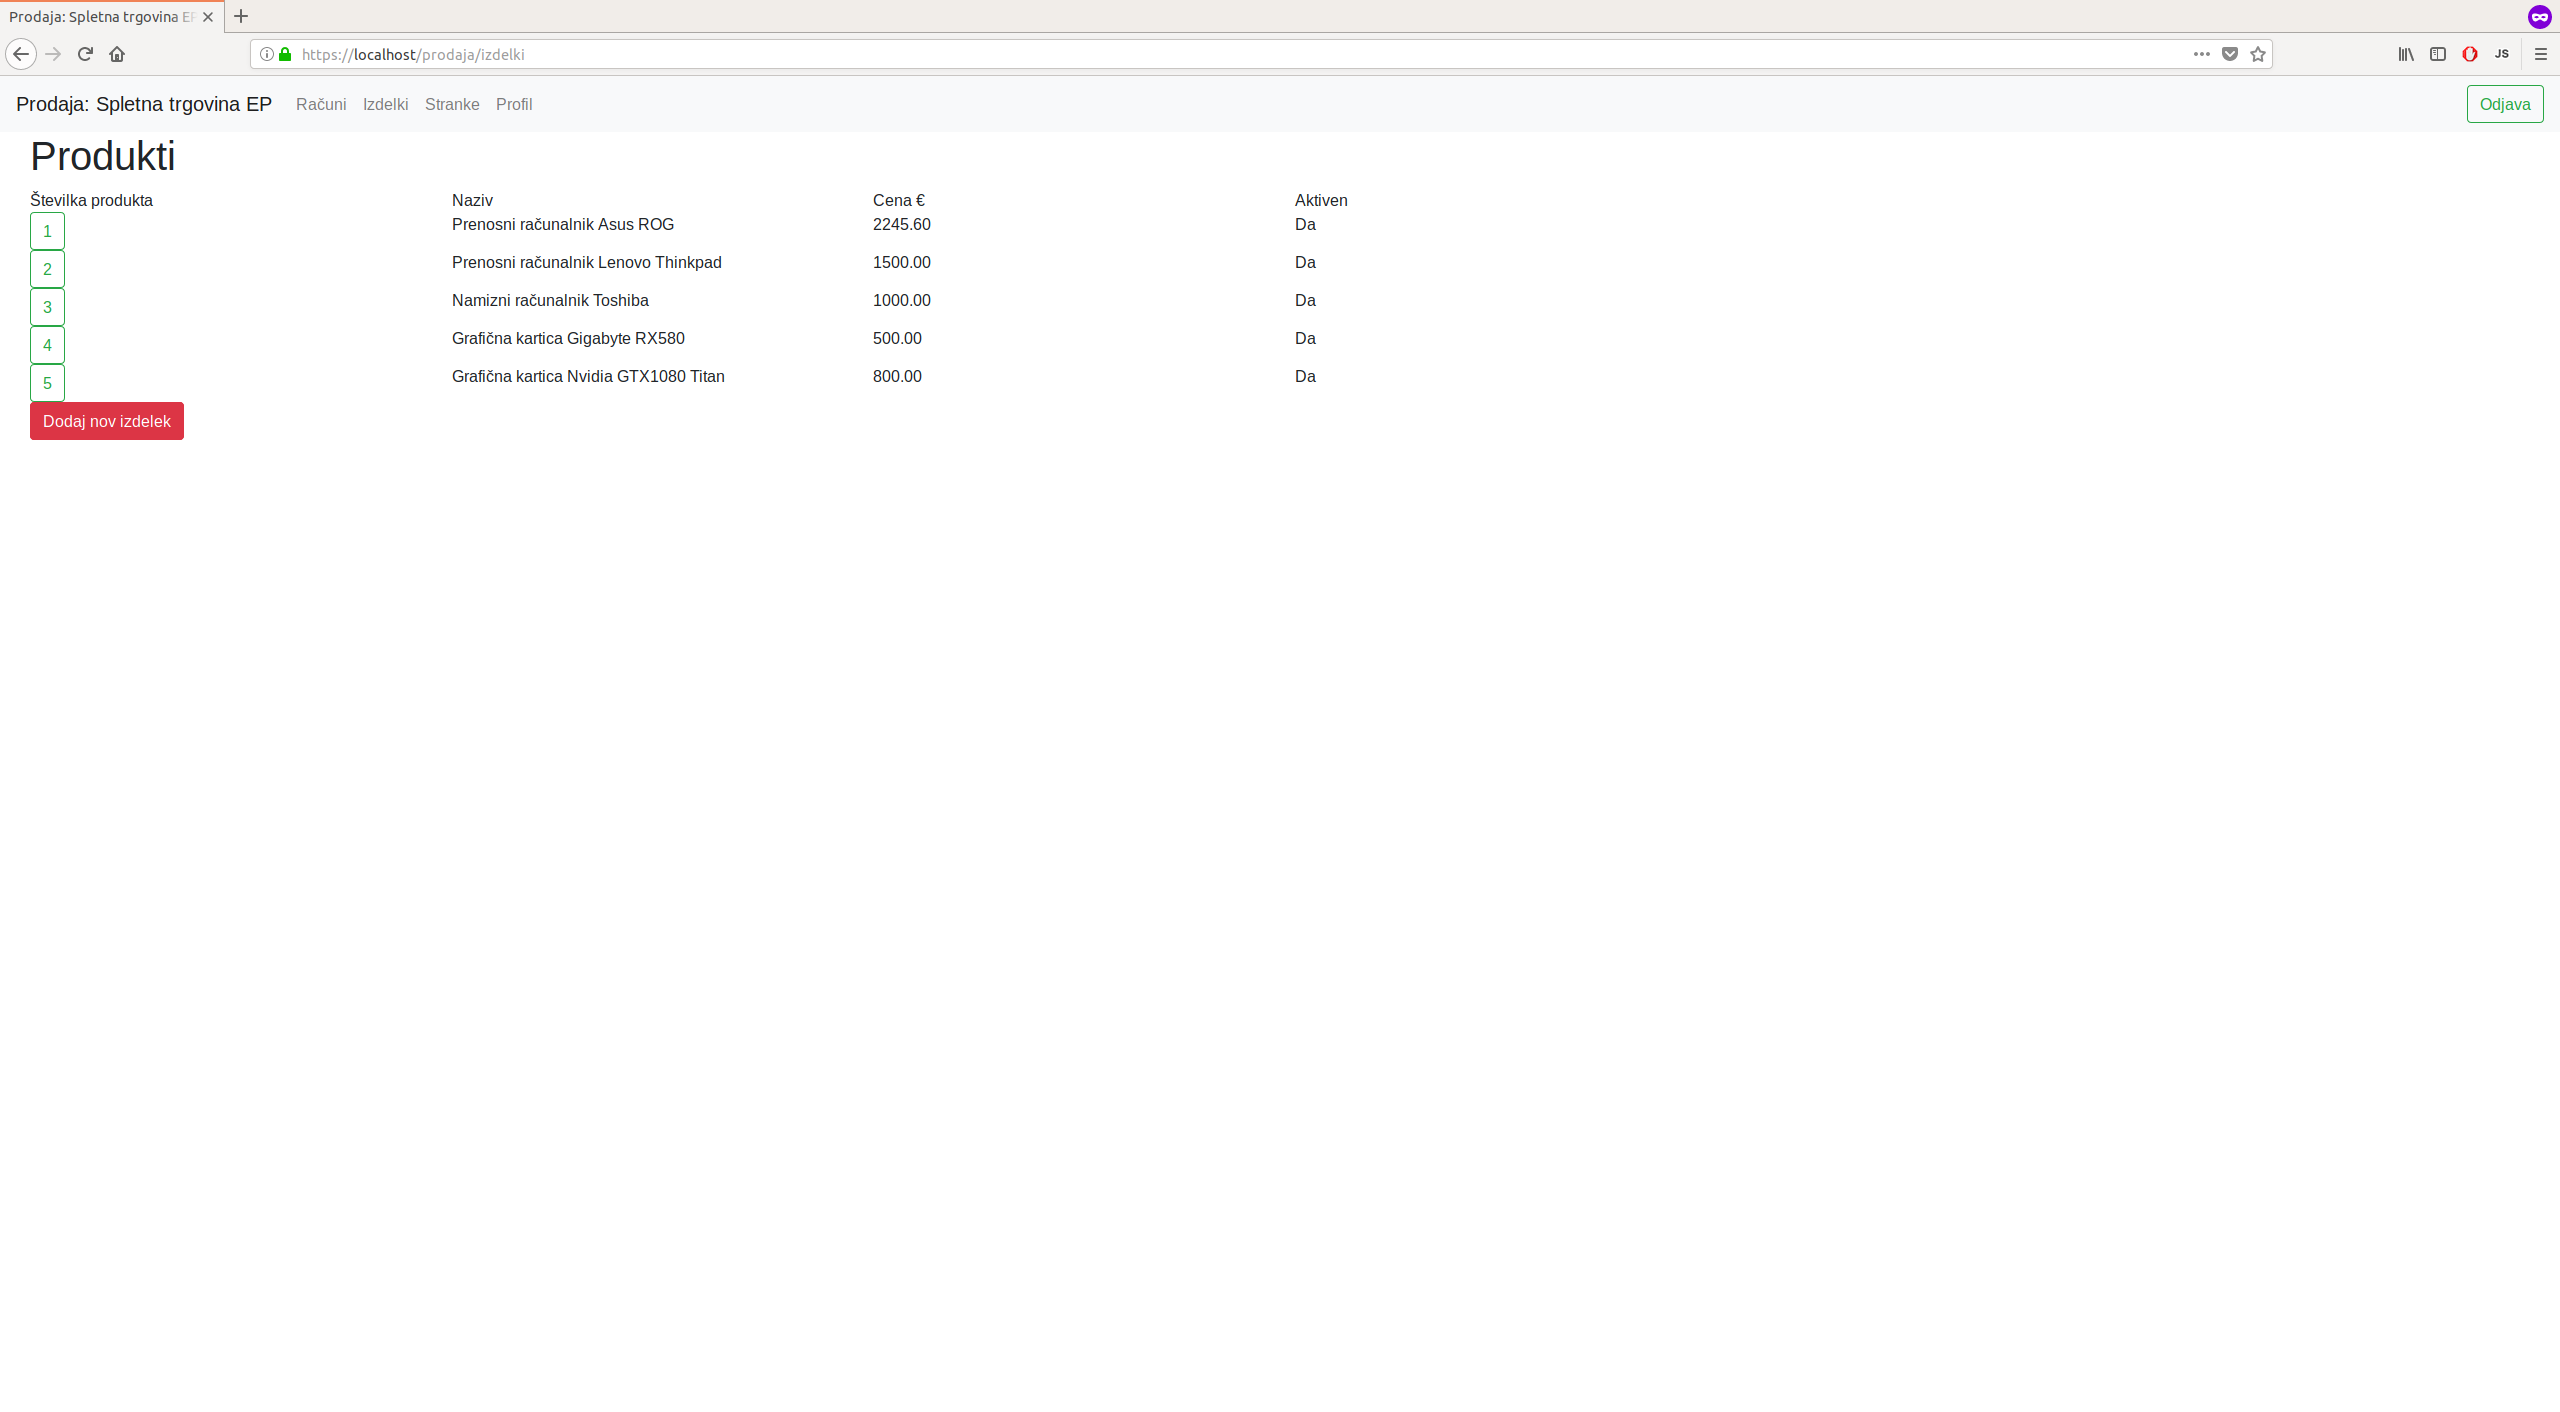 Prodaja: Spletna trgovina EP
https://localhost/prodaja/izdelki
JS
Prodaja: Spletna trgovina EP Računi Izdelki Stranke Profil Odjava
Produkti
Številka produkta Naziv Cena € Aktiven
1 Prenosni računalnik Asus ROG 2245.60 Da
2 Prenosni računalnik Lenovo Thinkpad 1500.00 Da
3 Namizni računalnik Toshiba 1000.00 Da
4 Grafična kartica Gigabyte RX580 500.00 Da
5 Grafična kartica Nvidia GTX1080 Titan 800.00 Da
Dodaj nov izdelek